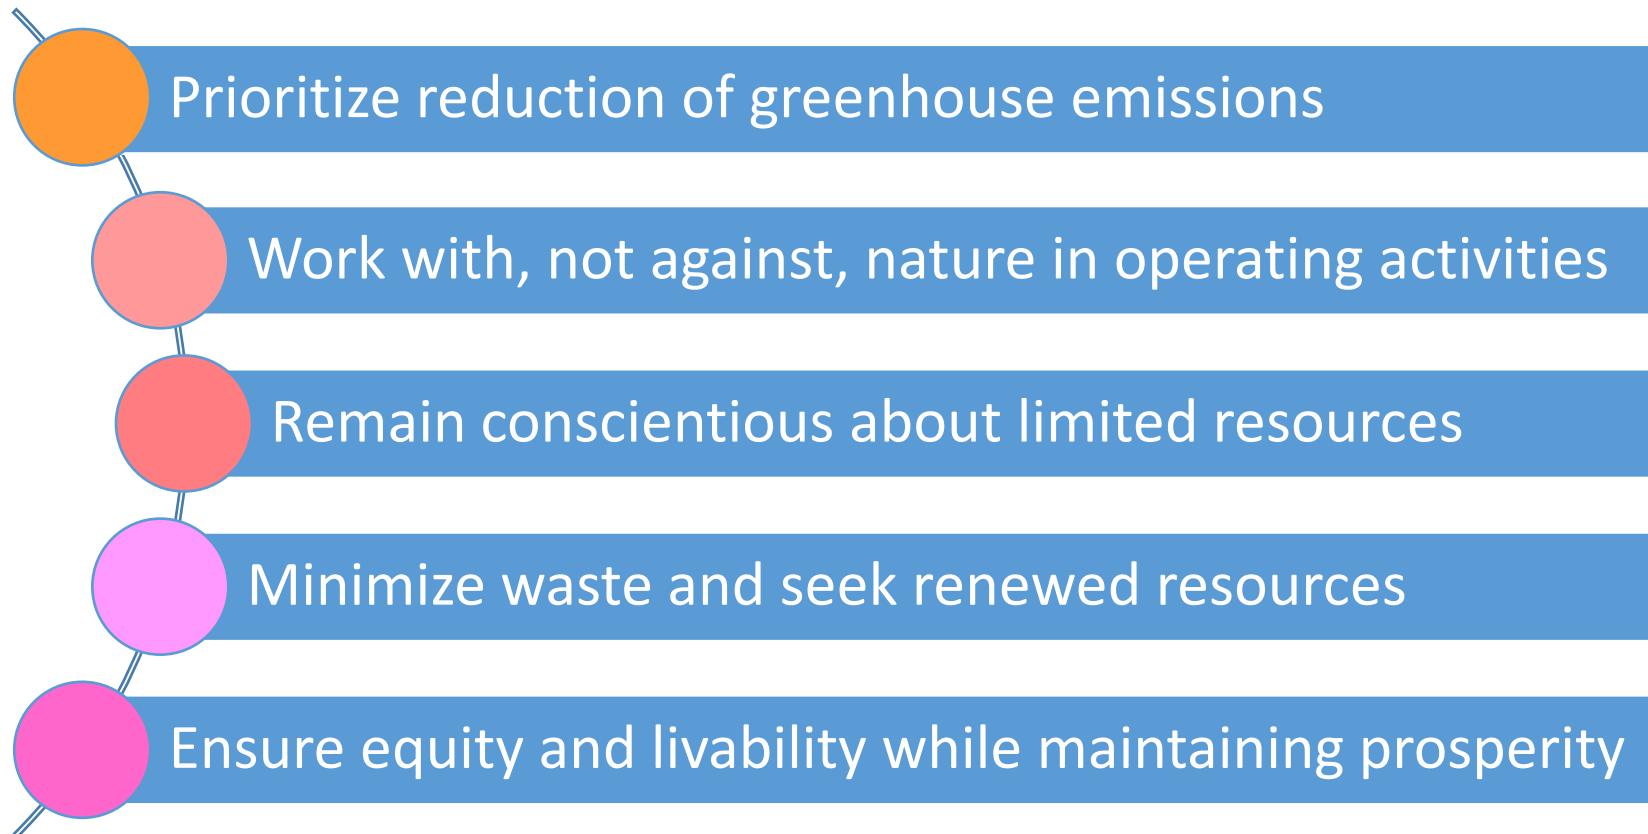 Prioritize reduction of greenhouse emissions
Work with, not against, nature in operating activities
Remain conscientious about limited resources
Minimize waste and seek renewed resources
Ensure equity and livability while maintaining prosperity